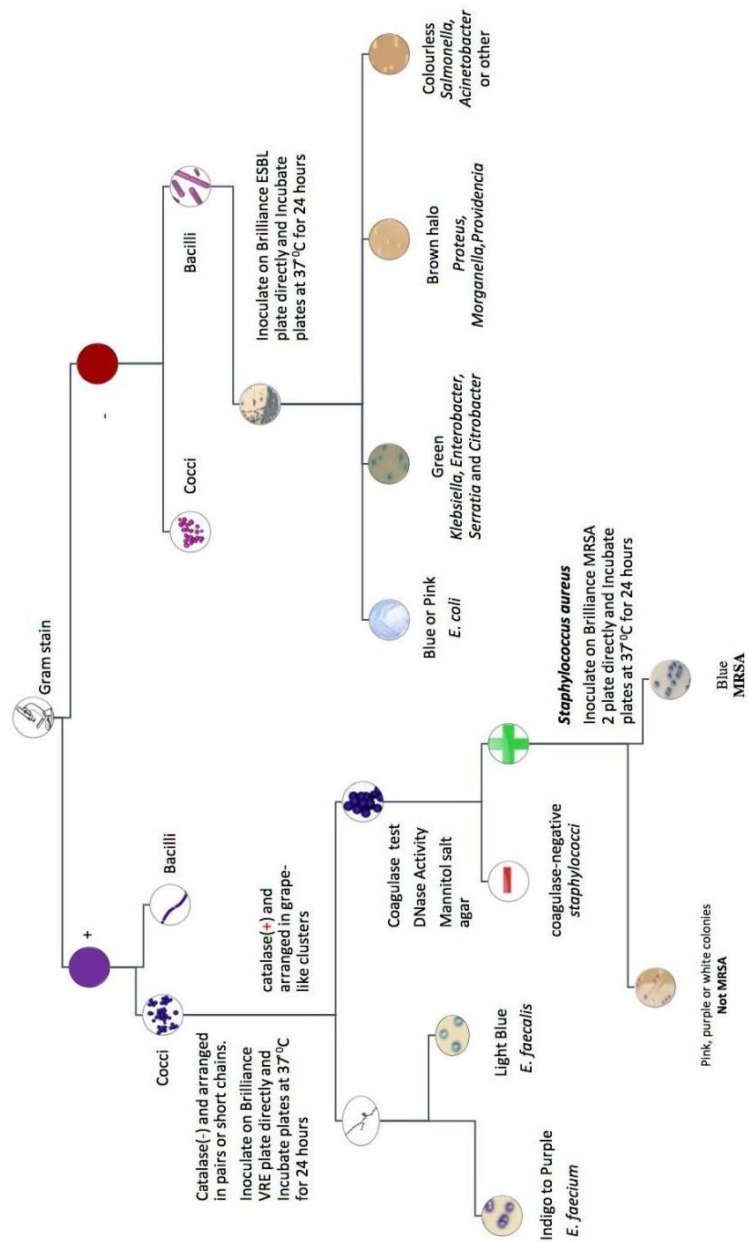 Gram stain
+
-
Cocci
Bacilli
Cocci
Bacilli
Catalase(-) and arranged
in pairs or short chains.
Inoculate on Brilliance
VRE plate directly and
Incubate plates at 37⁰C
for 24 hours
catalase(+) and
arranged in grape-
like clusters
Inoculate on Brilliance ESBL
plate directly and Incubate
plates at 37⁰C for 24 hours
Coagulase test
DNase Activity
Mannitol salt
agar
Blue or Pink
E. coli
Green
Klebsiella, Enterobacter,
Serratia and Citrobacter
Brown halo
Proteus,
Morganella,Providencia
Colourless
Salmonella,
Acinetobacter
or other
Light Blue
E. faecalis
Indigo to Purple
E. faecium
coagulase-negative
staphylococci
Staphylococcus aureus
Inoculate on Brilliance MRSA
2 plate directly and Incubate
plates at 37⁰C for 24 hours
Pink, purple or white colonies
Not MRSA
Blue
MRSA